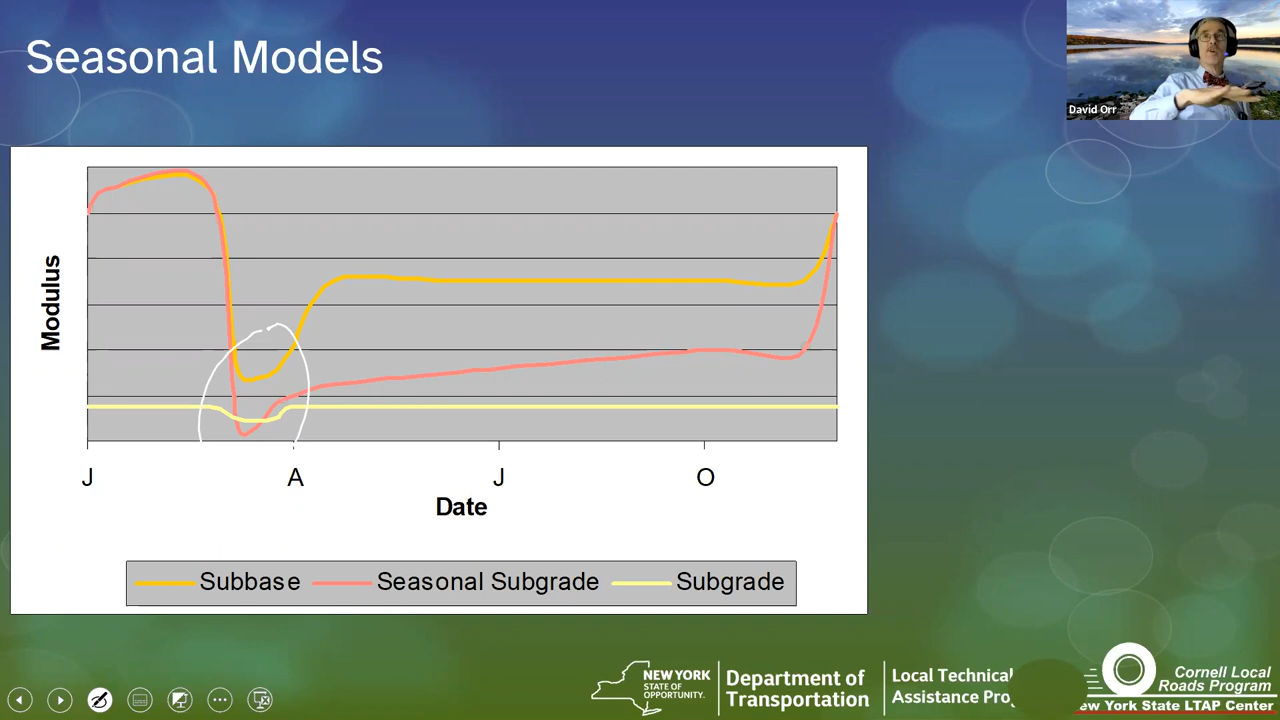 Seasonal Models
David Orr
Modulus
J A J O
Date
Subbase Seasonal Subgrade Subgrade
NEW YORK
STATE OF
OPPORTUNITY.
Department of
Transportation
Local Technical
Assistance Pro
Cornell Local
Roads Program
ew York State LTAP Center